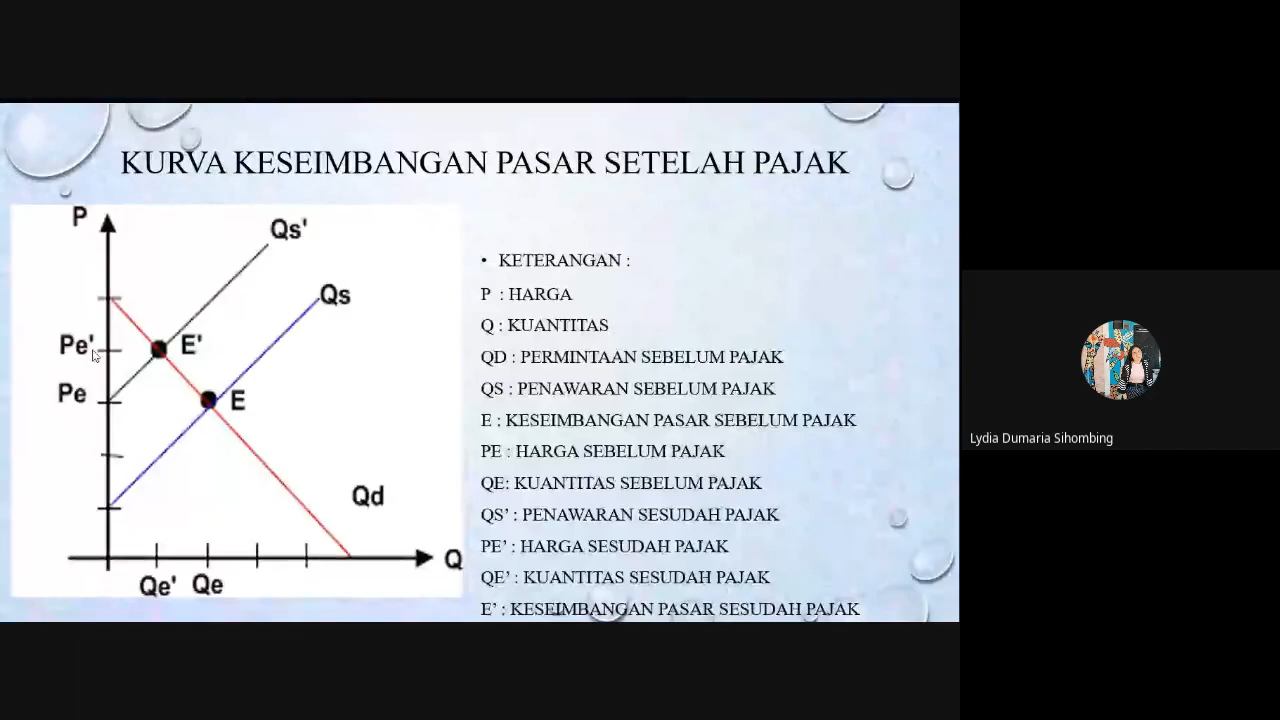 KURVA KESEIMBANGAN PASAR SETELAH PAJAK
P
Qs'
Qs
Pe'
E'
Pe
E
Qd
Q
Qe' Qe
• KETERANGAN :
P : HARGA
Q : KUANTITAS
QD : PERMINTAAN SEBELUM PAJAK
QS : PENAWARAN SEBELUM PAJAK
E : KESEIMBANGAN PASAR SEBELUM PAJAK
PE : HARGA SEBELUM PAJAK
QE: KUANTITAS SEBELUM PAJAK
QS’ : PENAWARAN SESUDAH PAJAK
PE’ : HARGA SESUDAH PAJAK
QE’ : KUANTITAS SESUDAH PAJAK
E’ : KESEIMBANGAN PASAR SESUDAH PAJAK
Lydia Dumaria Sihombing